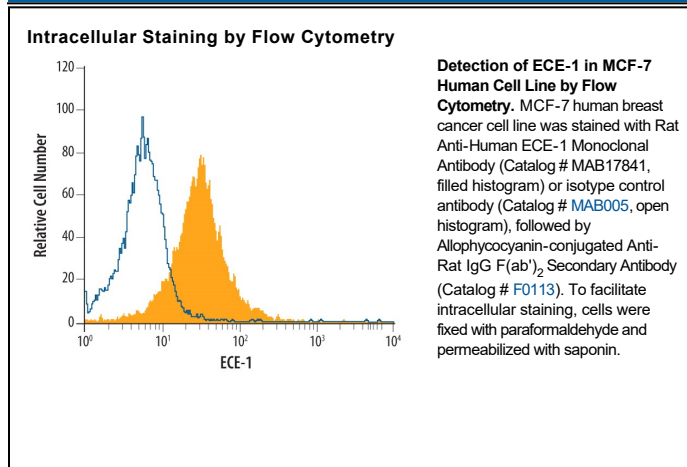 Intracellular Staining by Flow Cytometry
120
100
80
60
40
20
0
Relative Cell Number
10⁰
10¹
10²
10³
10⁴
ECE-1
Detection of ECE-1 in MCF-7
Human Cell Line by Flow
Cytometry. MCF-7 human breast
cancer cell line was stained with Rat
Anti-Human ECE-1 Monoclonal
Antibody (Catalog # MAB17841,
filled histogram) or isotype control
antibody (Catalog # MAB005, open
histogram), followed by
Allophycocyanin-conjugated Anti-
Rat IgG F(ab')₂ Secondary Antibody
(Catalog # F0113). To facilitate
intracellular staining, cells were
fixed with paraformaldehyde and
permeabilized with saponin.